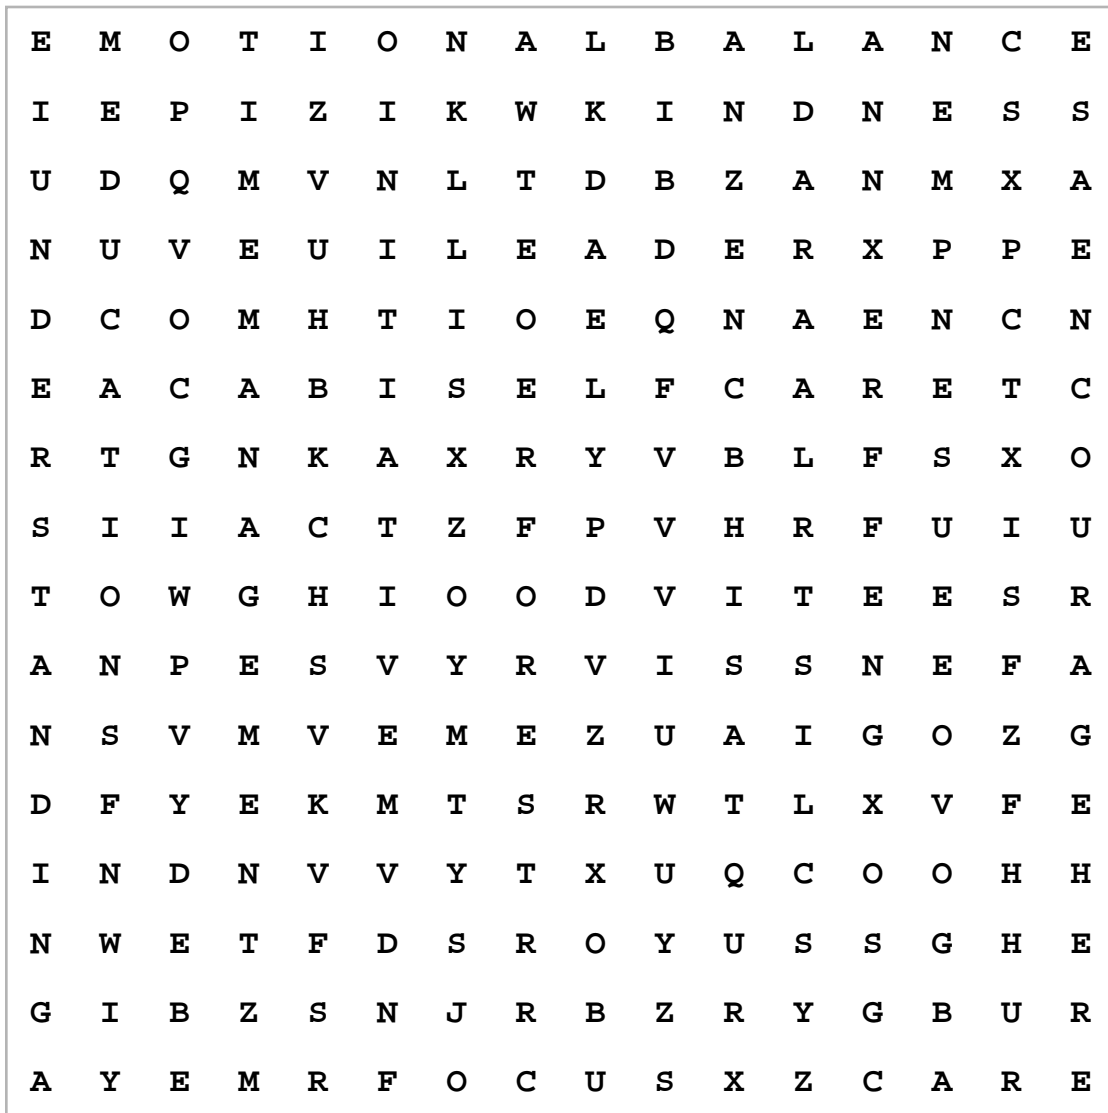 E M O T I O N A L B A L A N C E
I E P I Z I K W K I N D N E S S
U D Q M V N L T D B Z A N M X A
N U V E U I L E A D E R X P P E
D C O M H T I O E Q N A E N C N
E A C A B I S E L F C A R E T C
R T G N K A X R Y V B L F S X O
S I I A C T Z F P V H R F U I U
T O W G H I O O D V I T E E S R
A N P E S V Y R V I S S N E F A
N S V M V E M E Z U A I G O Z G
D F Y E K M T S R W T L X V F E
I N D N V V Y T X U Q C O O H H
N W E T F D S R O Y U S S G H E
G I B Z S N J R B Z R Y G B U R
A Y E M R F O C U S X Z C A R E